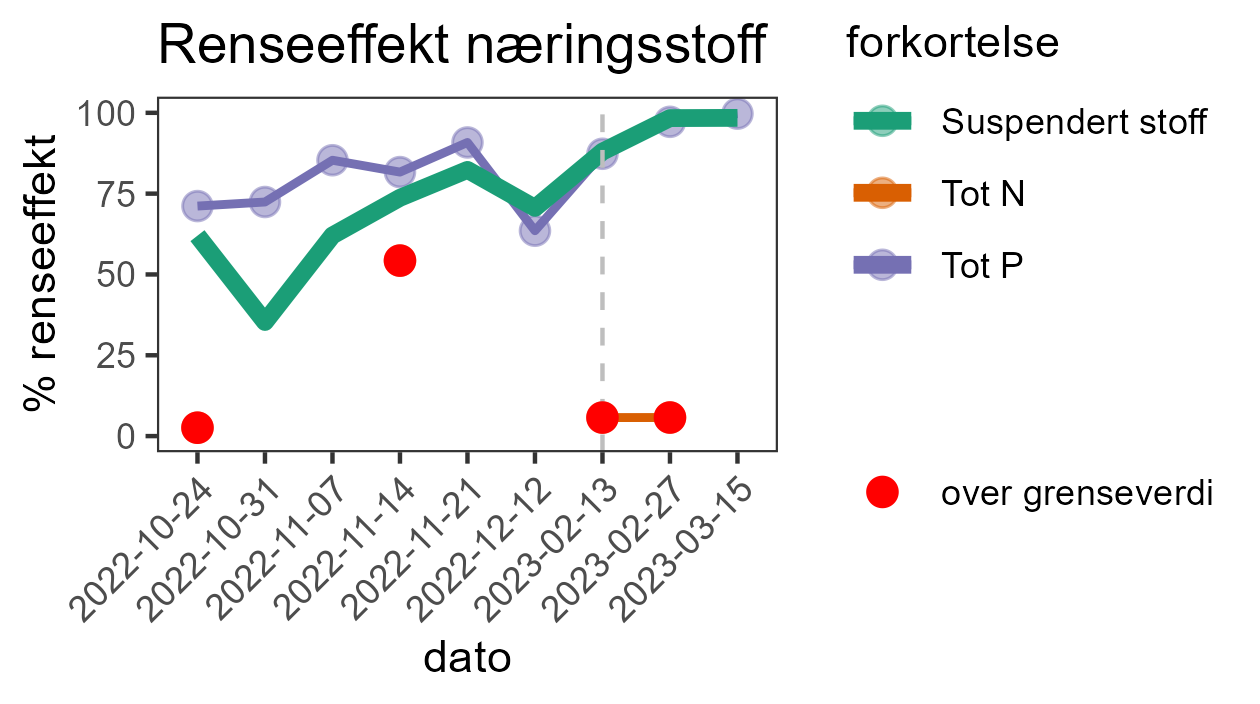 Renseeffekt næringsstoff
% renseeffekt
100
75
50
25
0
2022-10-24
2022-10-31
2022-11-07
2022-11-14
2022-11-21
2022-12-12
2023-02-13
2023-02-27
2023-03-15
dato
forkortelse
Suspendert stoff
Tot N
Tot P
over grenseverdi